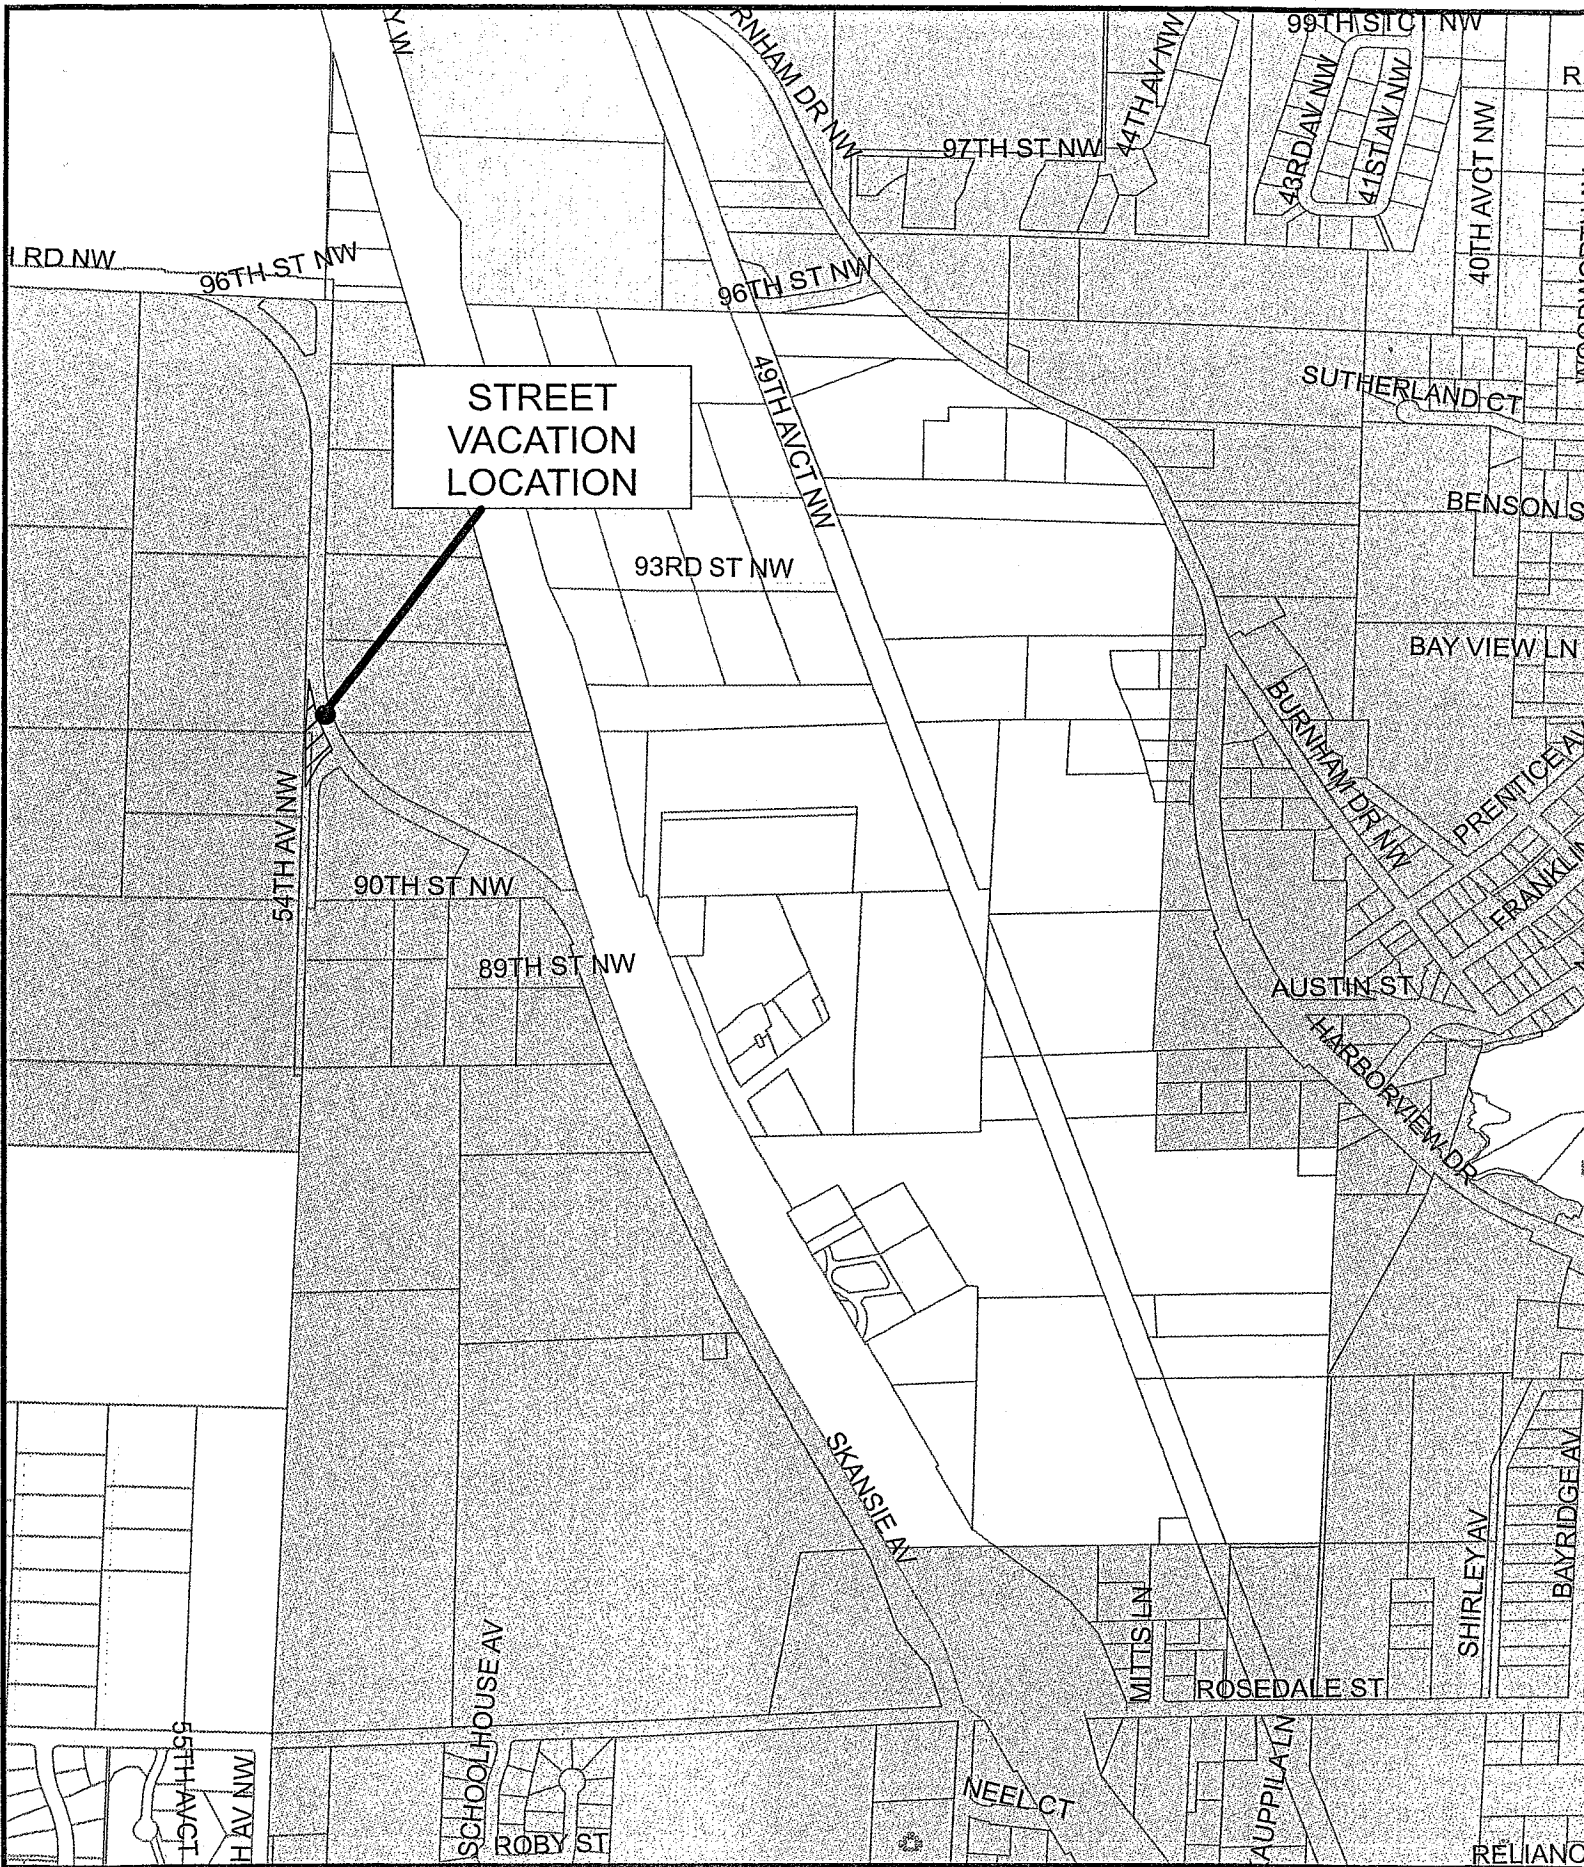 Y W
RNHAM DR NW
99TH STCT NW
R
44TH AV NW
43RD AV NW
41ST AV NW
40TH AVCT NW
97TH ST NW
I RD NW
96TH ST NW
96TH ST NW
STREET
VACATION
LOCATION
49TH AVCT NW
SUTHERLAND CT
BENSON S
93RD ST NW
BAY VIEW LN
BURNHAM DR NW
PRENTICE A
FRANKLIN
54TH AV NW
90TH ST NW
89TH ST NW
AUSTIN ST
HARBORVIEW DR
SKANSIE AV
SHIRLEY AV
BAYRIDGE AV
MITTS LN
ROSEDALE ST
SCHOOLHOUSE AV
55TH AVCT
H AV NW
ROBY ST
NEEL CT
AUPPILA LN
RELIANC